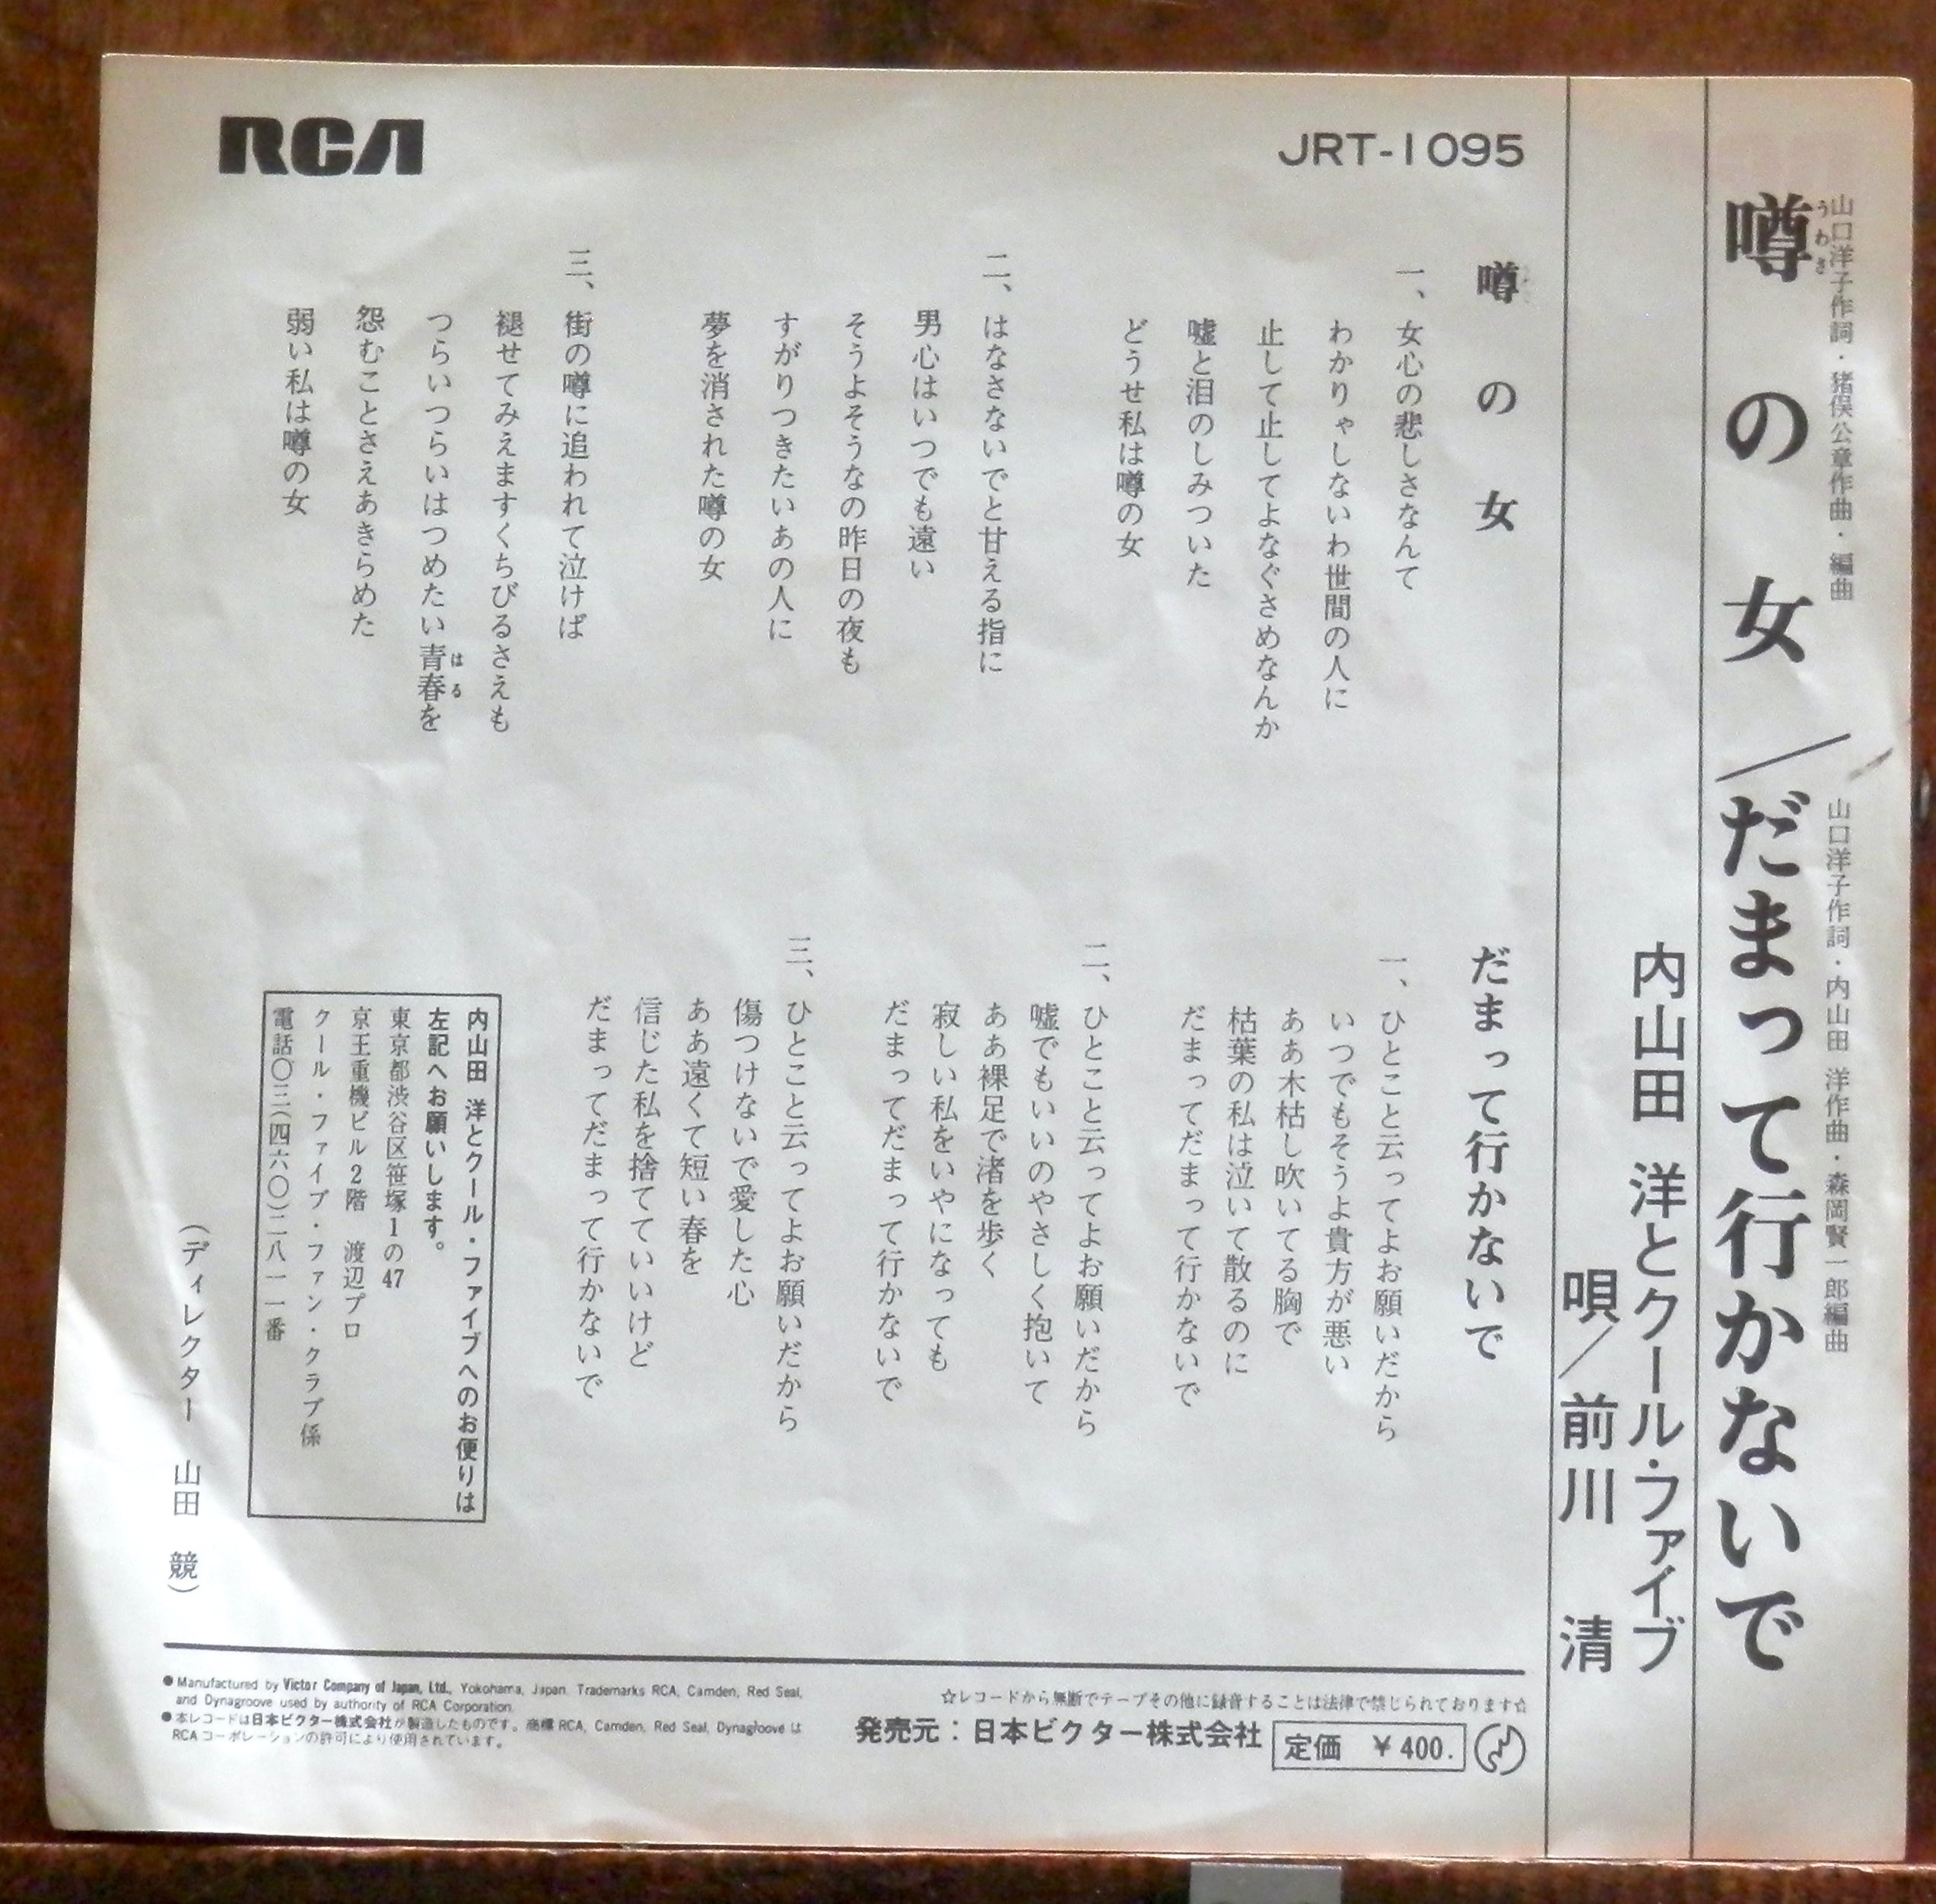 山口洋子作詞・猪俣公章作曲・編曲
噂の女／だまって行かないで
うわさ
山口洋子作詞・内山田 洋作曲・森岡賢一郎編曲
内山田 洋とクール・ファイブ
唄／前川 清
RCA
JRT-1095
噂の女
一、女心の悲しさなんて
わかりゃしないわ世間の人に
止して止してよなぐさめなんか
嘘と泪のしみついた
どうせ私は噂の女
二、はなさないでと甘える指に
男心はいつでも遠い
そうよそうなの昨日の夜も
すがりつきたいあの人に
夢を消された噂の女
三、街の噂に追われて泣けば
褪せてみえますくちびるさえも
つらいつらいはつめたい青春を
はる
怨むことさえあきらめた
弱い私は噂の女
だまって行かないで
一、ひとこと云ってよお願いだから
いつでもそうよ貴方が悪い
ああ木枯し吹いてる胸で
枯葉の私は泣いて散るのに
だまってだまって行かないで
二、ひとこと云ってよお願いだから
嘘でもいいのやさしく抱いて
ああ裸足で渚を歩く
寂しい私をいやになっても
だまってだまって行かないで
三、ひとこと云ってよお願いだから
傷つけないで愛した心
ああ遠くて短い春を
信じた私を捨てていいけど
だまってだまって行かないで
内山田 洋とクール・ファイブへのお便りは
左記へお願いします。
東京都渋谷区笹塚1の47
京王重機ビル2階 渡辺プロ
クール・ファイブ・ファン・クラブ係
電話〇三(四六〇)二八一一番
(ディレクター 山田 競)
●Manufactured by Victor Company of Japan, Ltd., Yokohama, Japan. Trademarks RCA, Camden, Red Seal,
and Dynagroove used by authority of RCA Corporation.
●本レコードは日本ビクター株式会社が製造したものです。商標 RCA, Camden, Red Seal, Dynagroove は
RCA コーポレーションの許可により使用されています。
☆レコードから無断でテープその他に録音することは法律で禁じられております☆
発売元：日本ビクター株式会社
定価 ￥400.